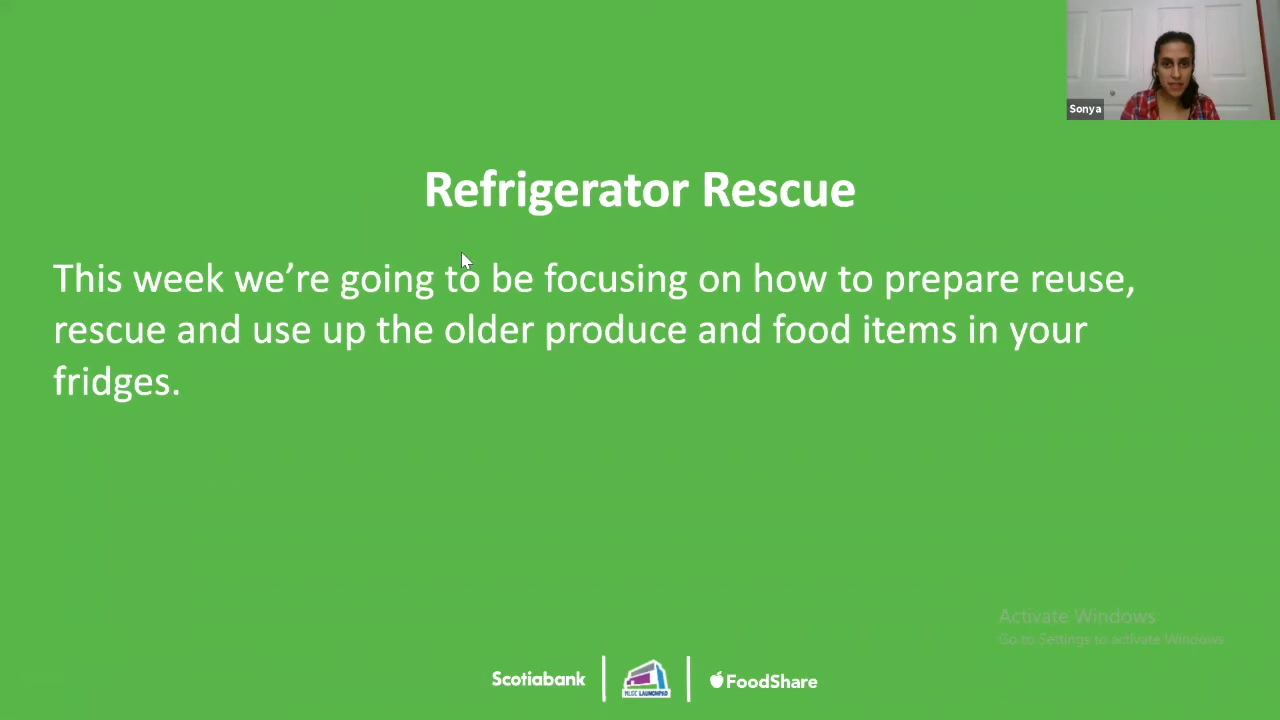 Sonya
Refrigerator Rescue
This week we’re going to be focusing on how to prepare reuse,
rescue and use up the older produce and food items in your
fridges.
Activate Windows
Go to Settings to activate Windows
Scotiabank
MLSE LAUNCHPAD
FoodShare